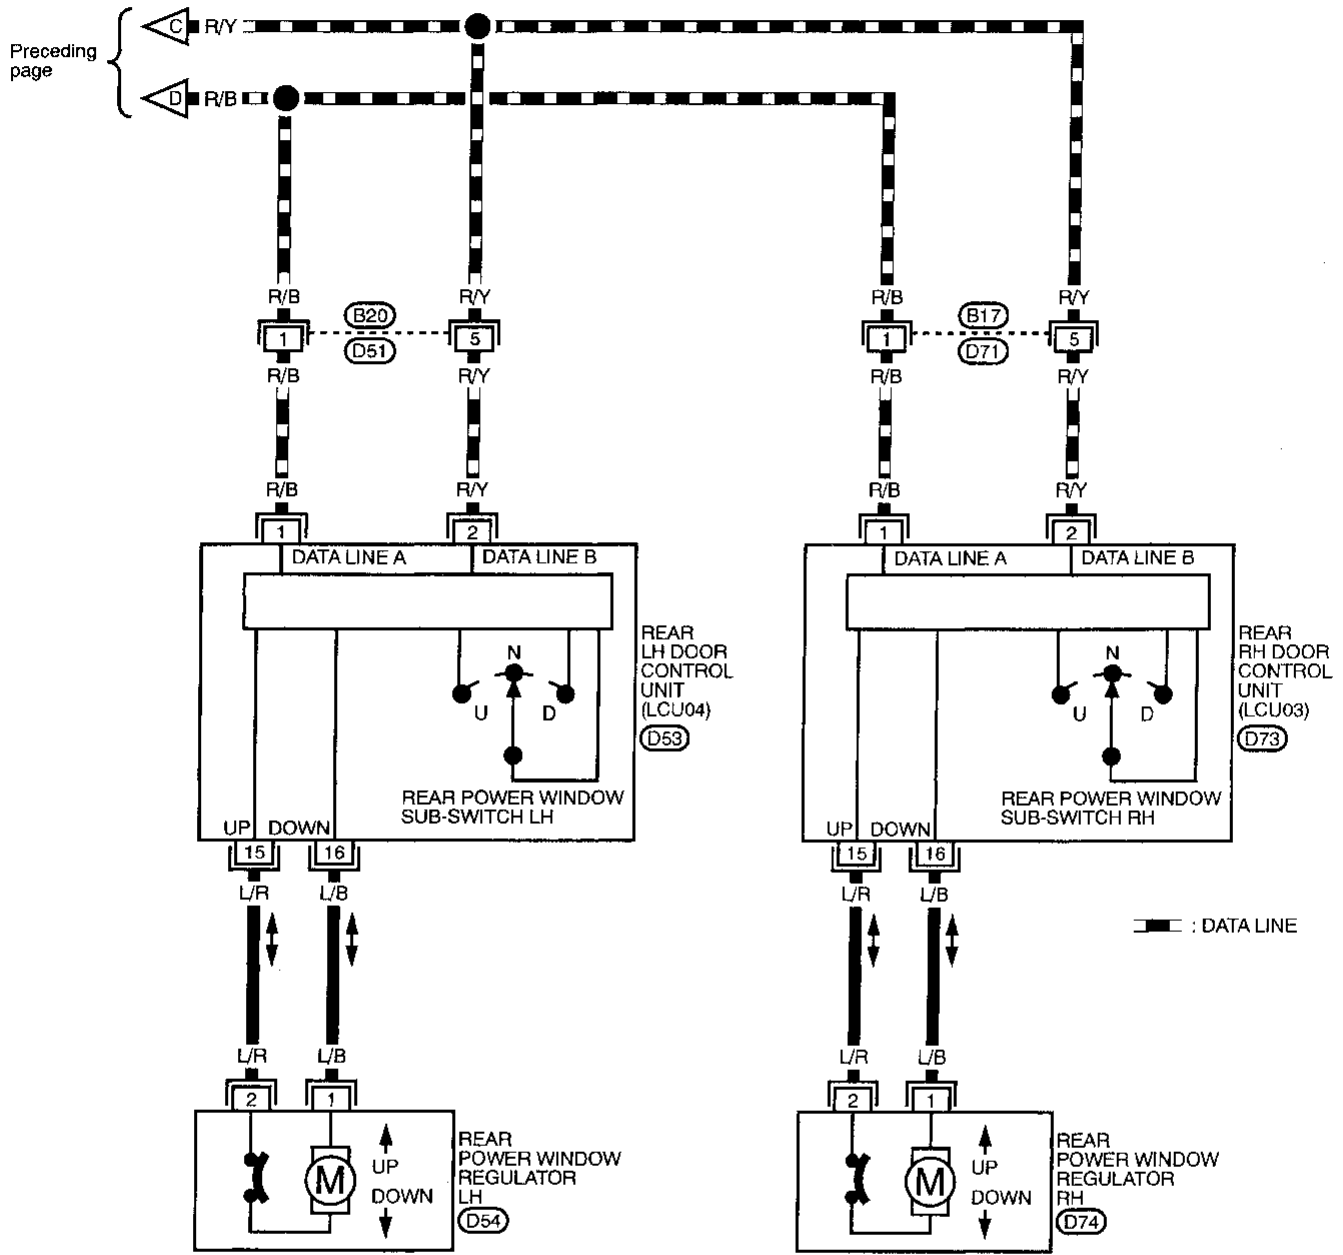 Preceding
page
C R/Y
D R/B
R/B R/Y R/B R/Y
B20 B17
1 5 1 5
D51 D71
R/B R/Y R/B R/Y
R/B R/Y R/B R/Y
1 2 1 2
DATA LINE A DATA LINE B DATA LINE A DATA LINE B
REAR
LH DOOR
CONTROL
UNIT
(LCU04)
D53
N
U D
REAR POWER WINDOW
SUB-SWITCH LH
UP DOWN
15 16
L/R L/B
REAR
RH DOOR
CONTROL
UNIT
(LCU03)
D73
N
U D
REAR POWER WINDOW
SUB-SWITCH RH
UP DOWN
15 16
L/R L/B
: DATA LINE
L/R L/B
2 1
M
UP
DOWN
REAR
POWER WINDOW
REGULATOR
LH
D54
L/R L/B
2 1
M
UP
DOWN
REAR
POWER WINDOW
REGULATOR
RH
D74